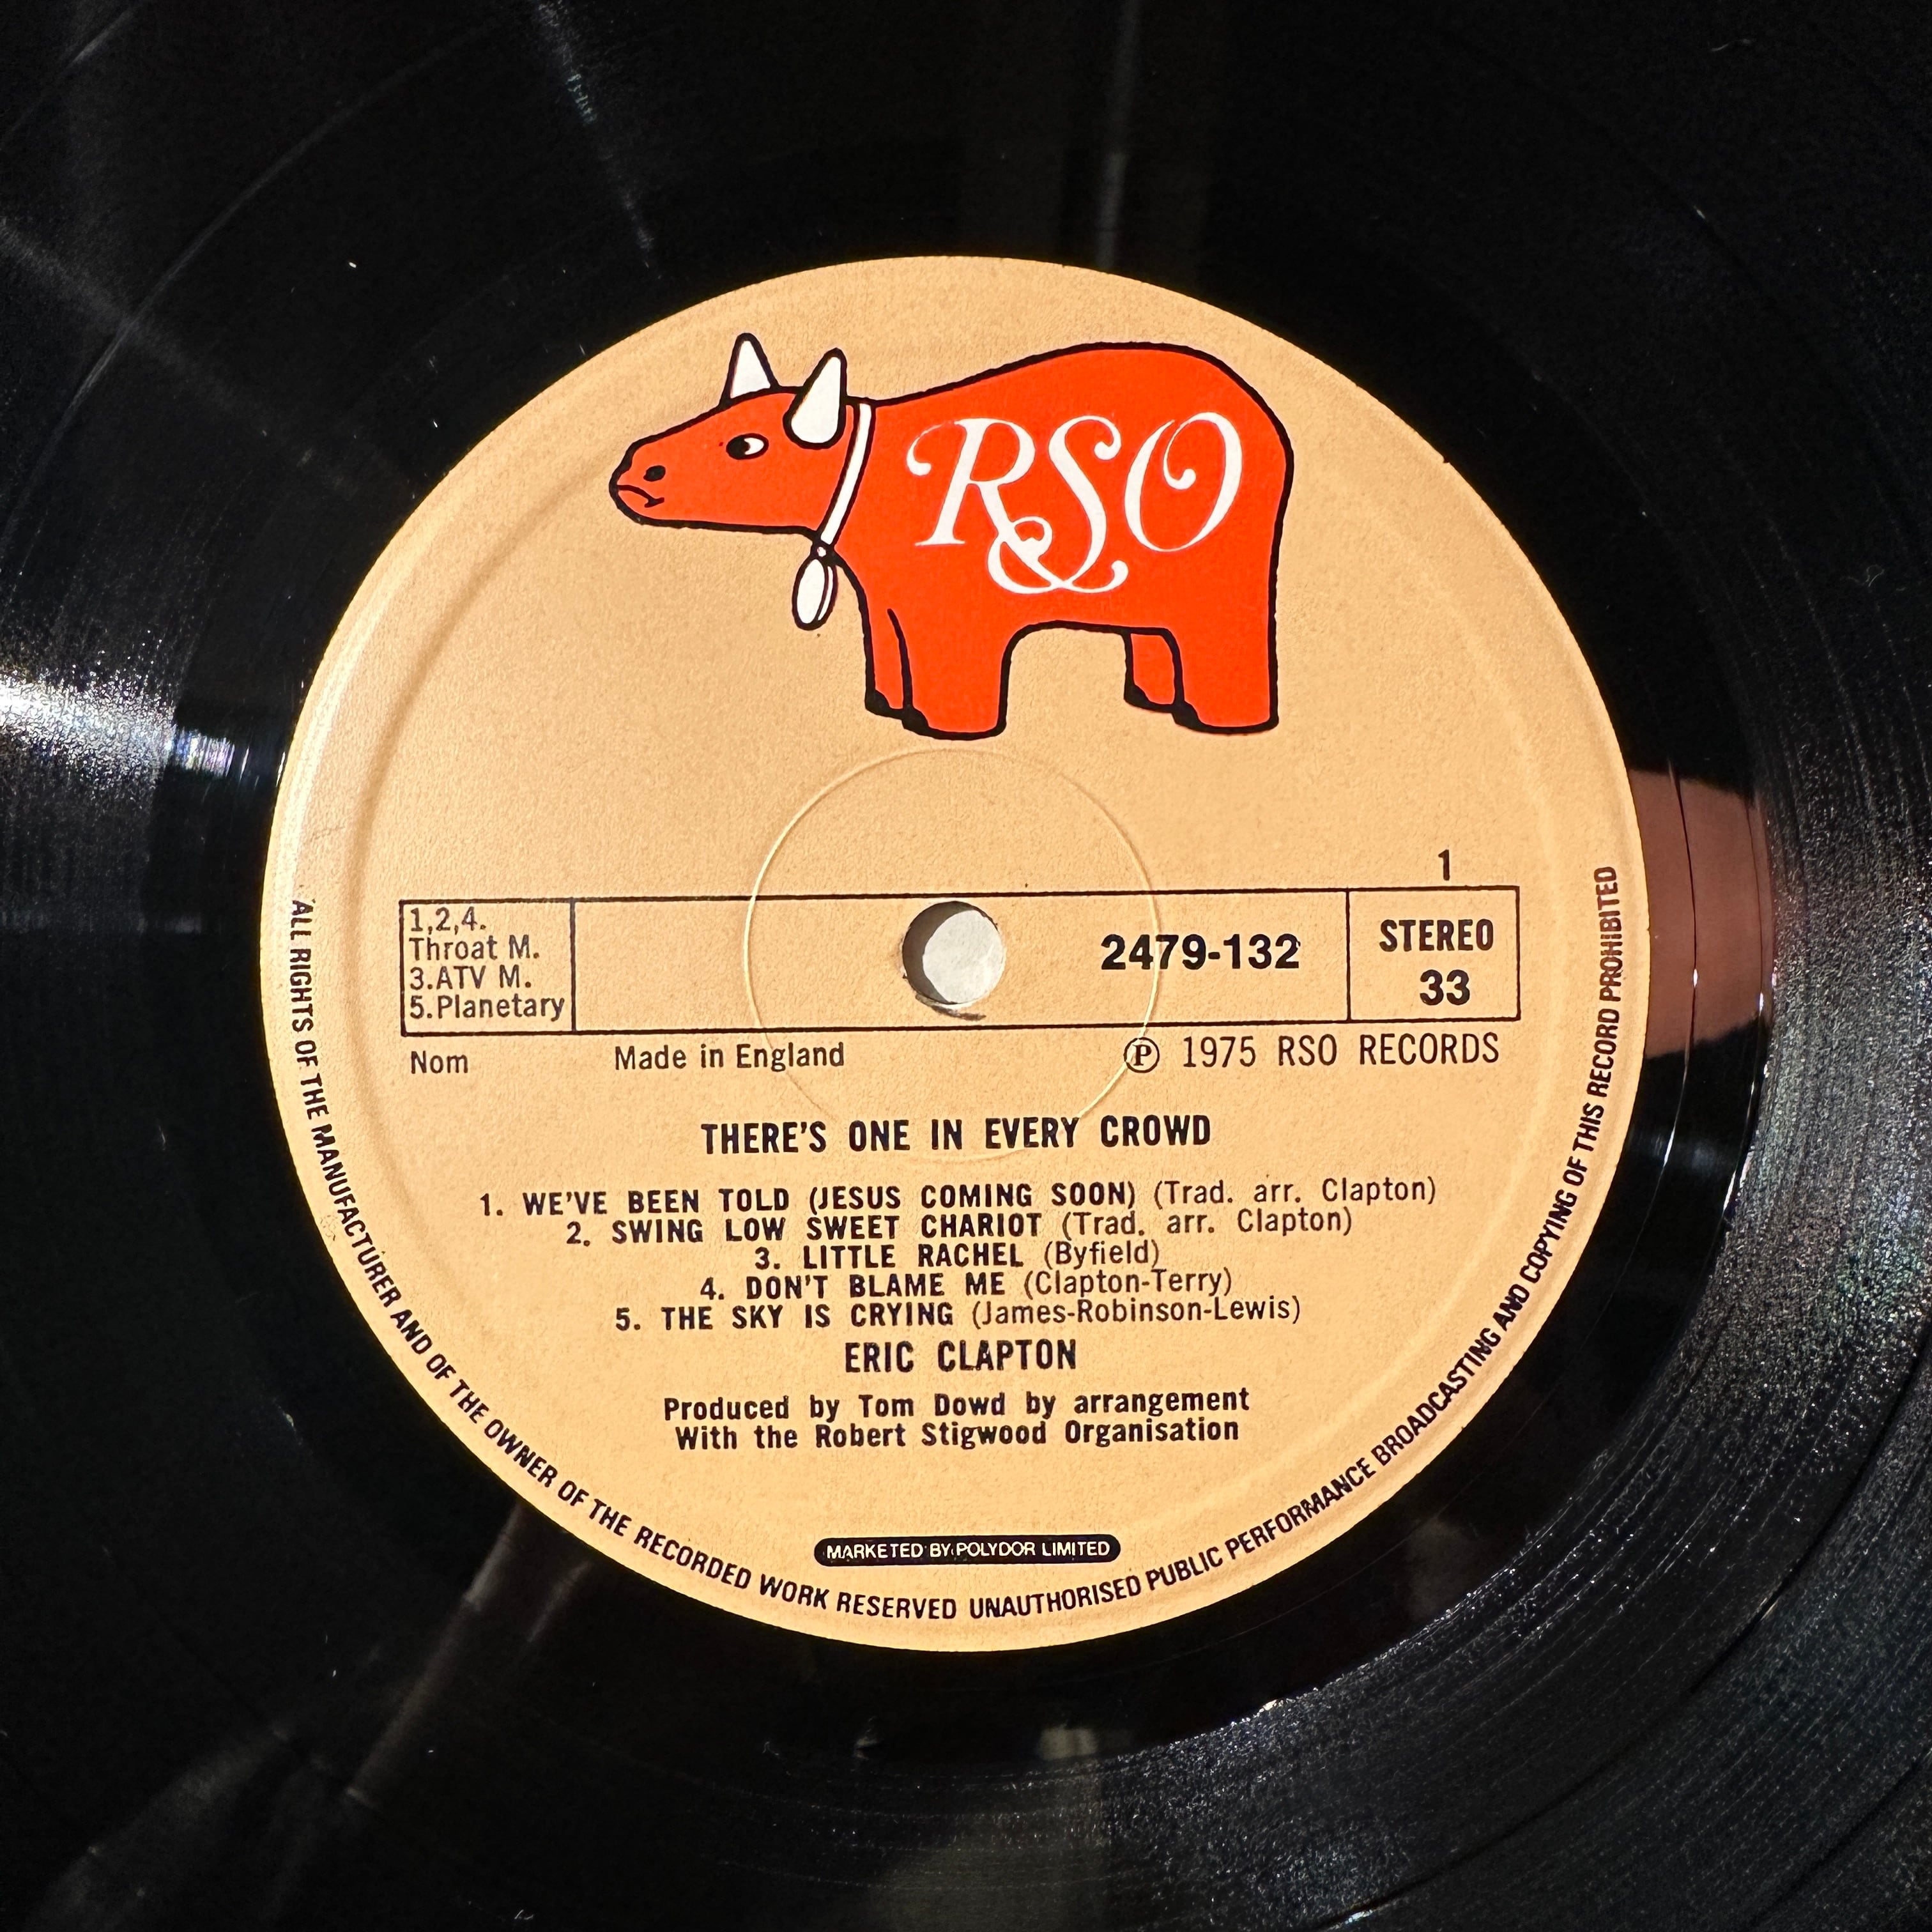 RSO
1
1,2,4.
Throat M.
3.ATV M.
5.Planetary
2479-132
STEREO
33
Nom
Made in England
℗ 1975 RSO RECORDS
THERE'S ONE IN EVERY CROWD
1. WE'VE BEEN TOLD (JESUS COMING SOON) (Trad. arr. Clapton)
2. SWING LOW SWEET CHARIOT (Trad. arr. Clapton)
3. LITTLE RACHEL (Byfield)
4. DON'T BLAME ME (Clapton-Terry)
5. THE SKY IS CRYING (James-Robinson-Lewis)
ERIC CLAPTON
Produced by Tom Dowd by arrangement
With the Robert Stigwood Organisation
MARKETED BY POLYDOR LIMITED
ALL RIGHTS OF THE MANUFACTURER AND OF THE OWNER OF THE RECORDED WORK RESERVED UNAUTHORISED PUBLIC PERFORMANCE BROADCASTING AND COPYING OF THIS RECORD PROHIBITED